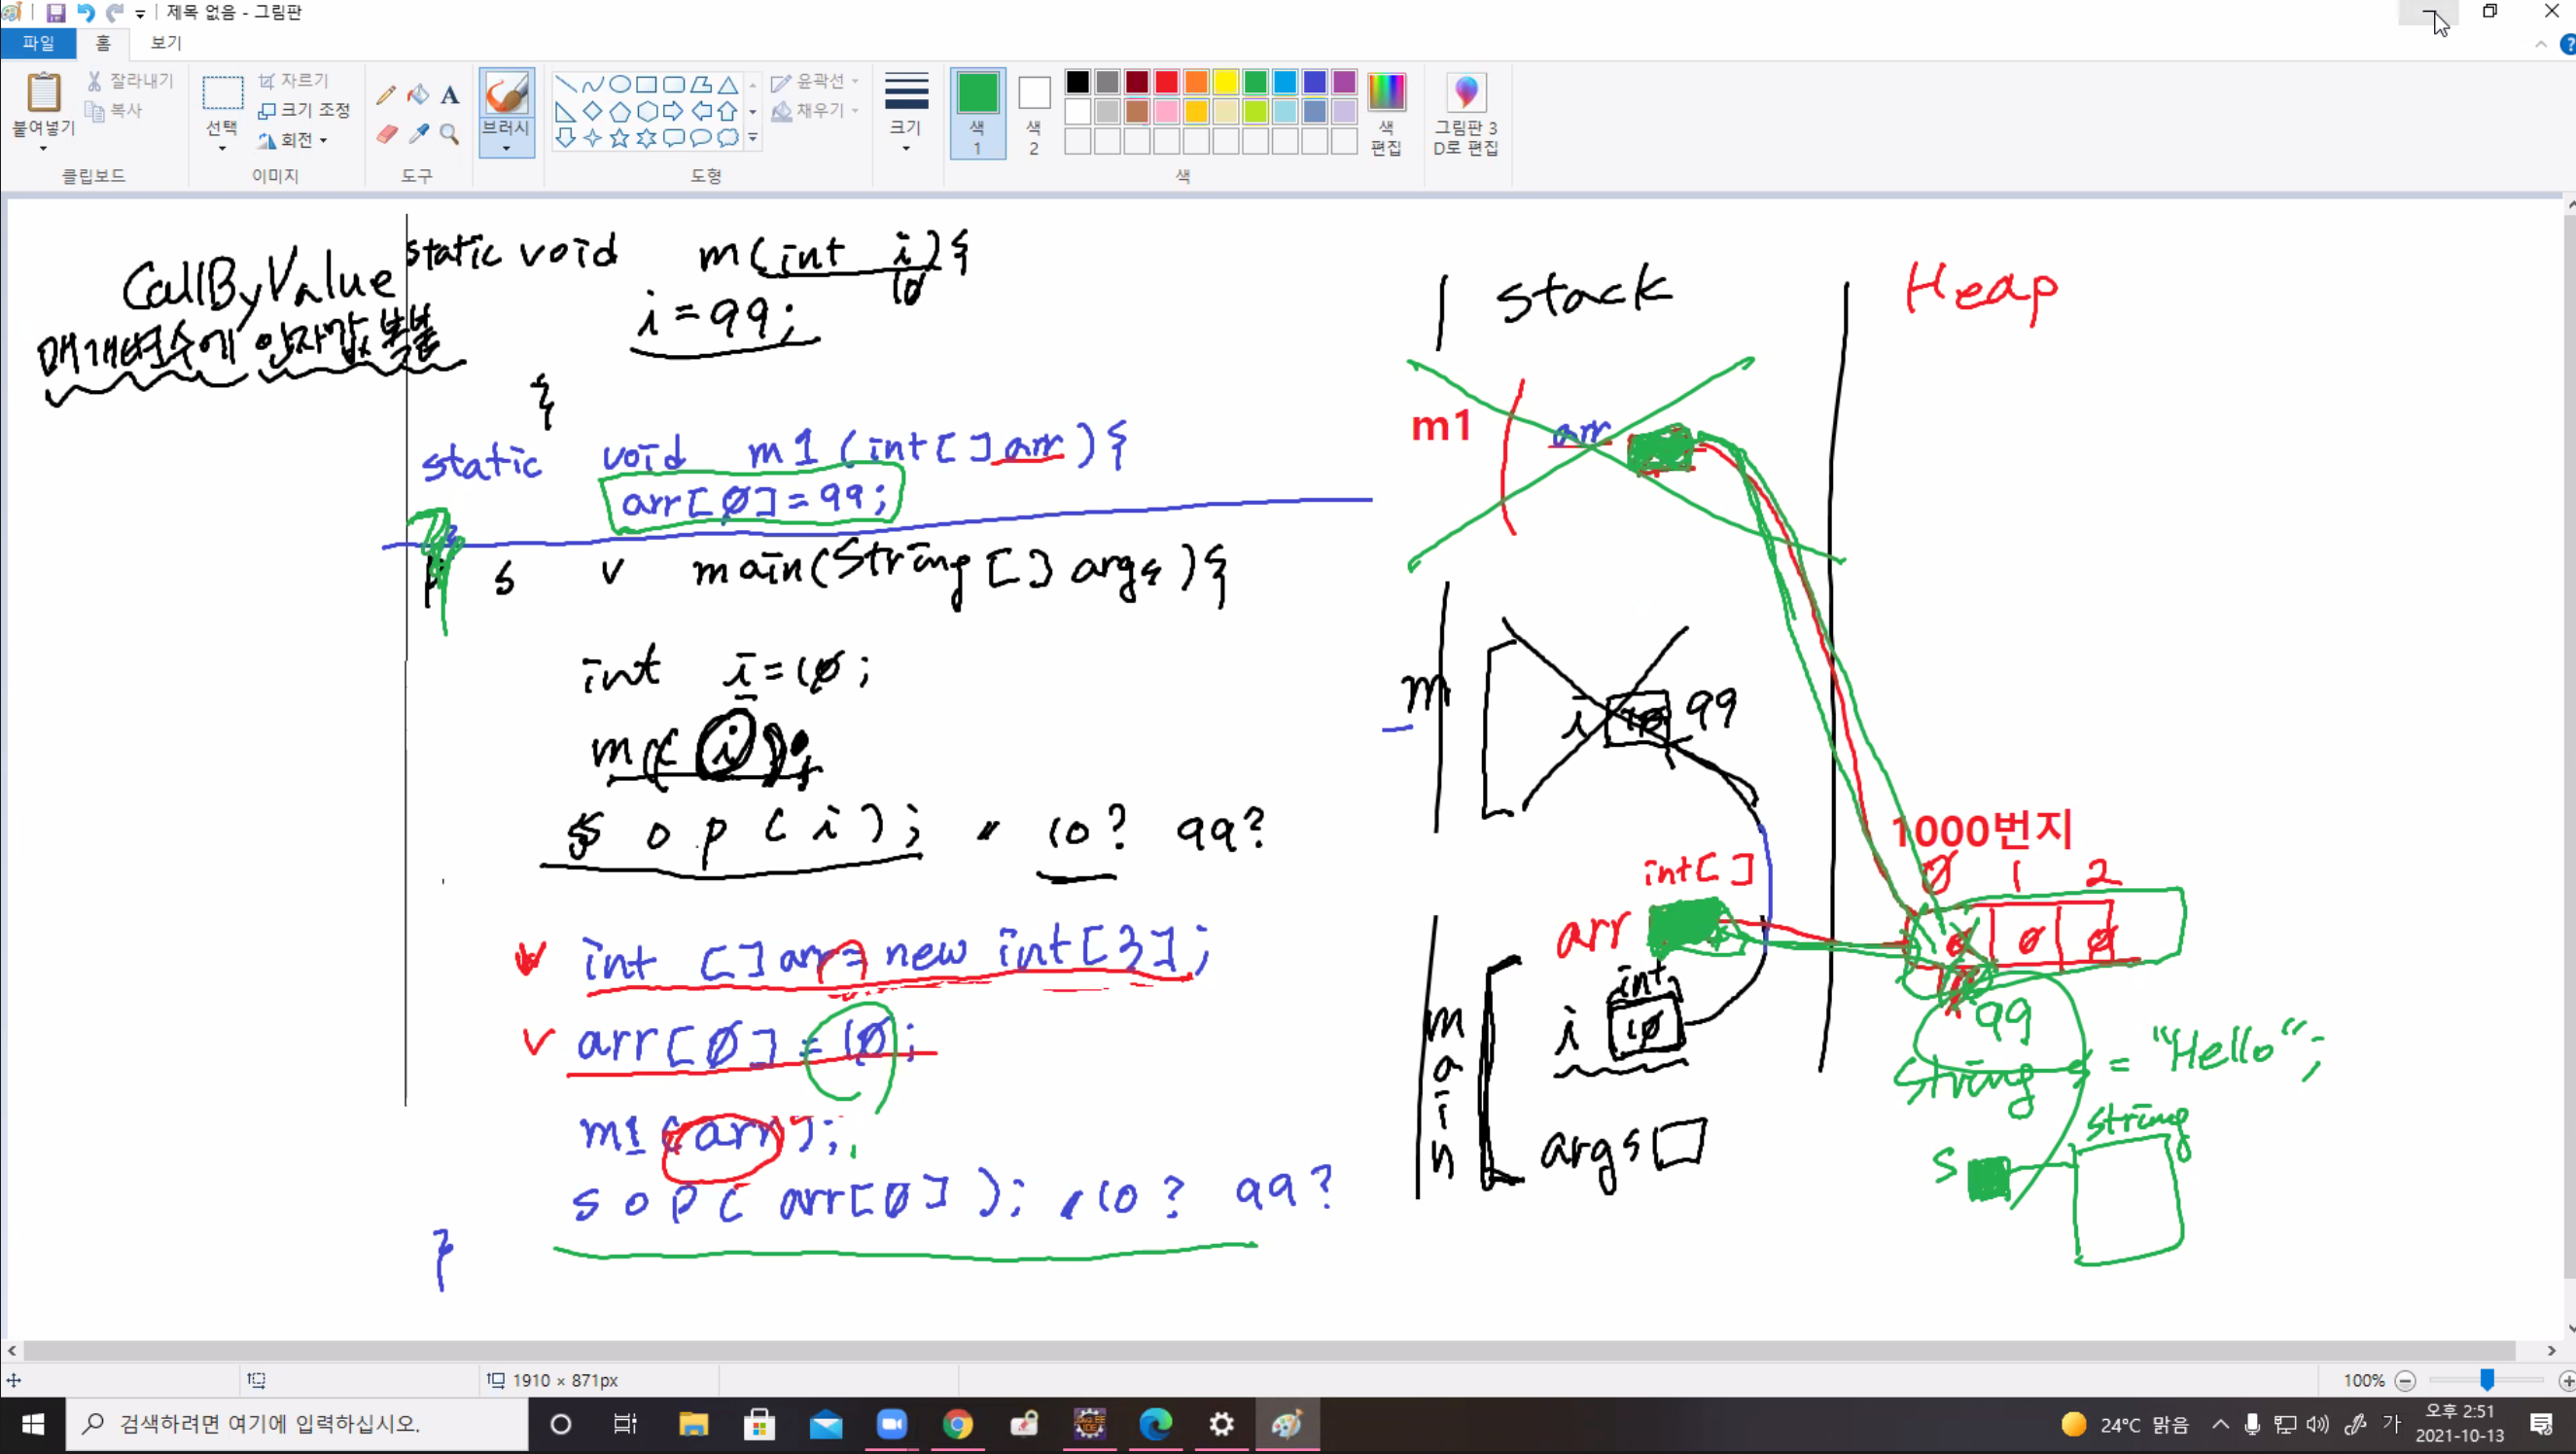 제목 없음 - 그림판
파일 홈 보기
붙여넣기 잘라내기 복사 클립보드
선택 자르기 크기 조정 회전 이미지
도구
브러시
도형
윤곽선 채우기
크기
색 1
색 2
색 편집
색
그림판 3D로 편집
CallByValue
매개변수에 인자값 복본
static void m(int i){
10
i=99;
}
static void m1(int[] arr){
arr[0]=99;
}
p s v main(String[] args){
int i=10;
m(i);
s o p (i); // 10? 99?
int []arr=new int[3];
arr[0]=10;
m1(arr);
s o p ( arr[0] ); //10? 99?
}
stack
Heap
m1 arr
m i 10 99
int[]
arr
int
i 10
args
main
1000번지
0 1 2
0 0 0
99
String s = "Hello";
String
s
1910 × 871px
100%
검색하려면 여기에 입력하십시오.
24°C 맑음
가
오후 2:51
2021-10-13